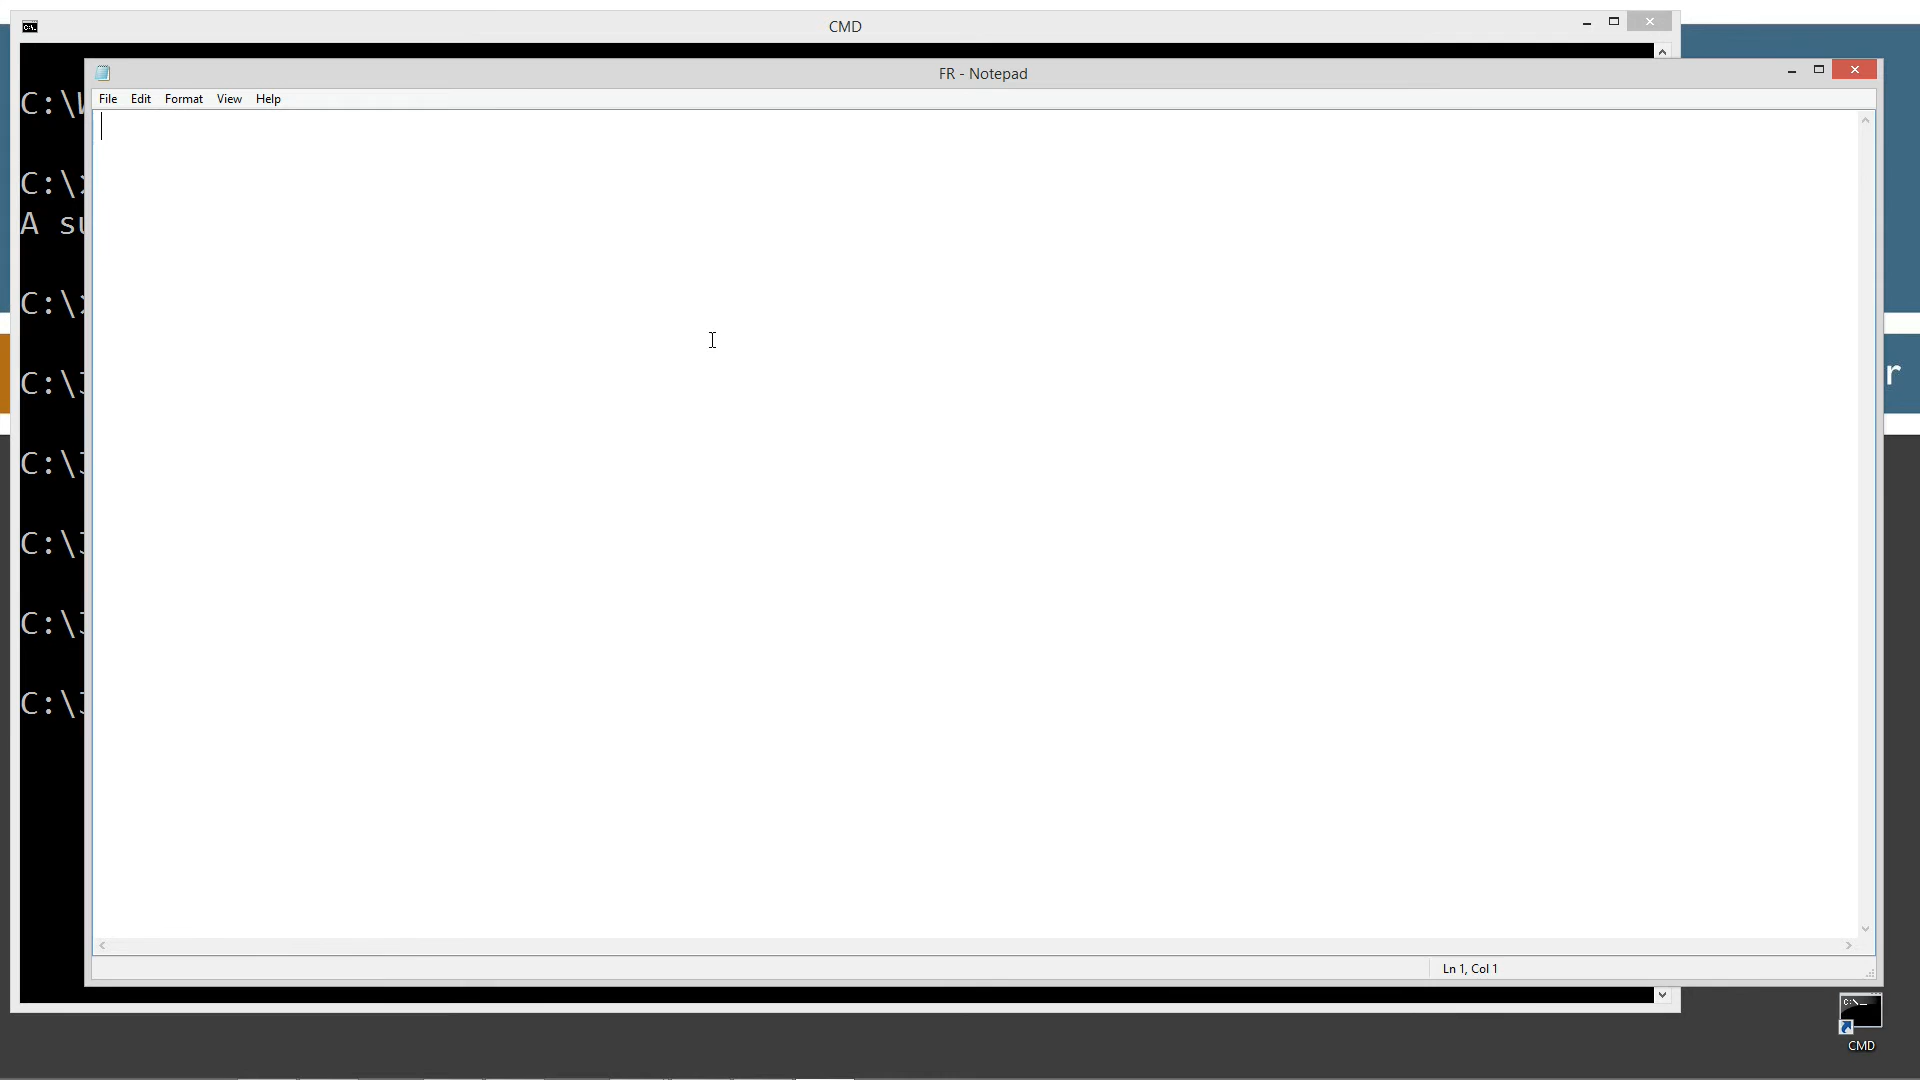 CMD
FR - Notepad
File Edit Format View Help
C:\
C:\
A
C:\
C:\
C:\
C:\
C:\
C:\
r
Ln 1, Col 1
CMD